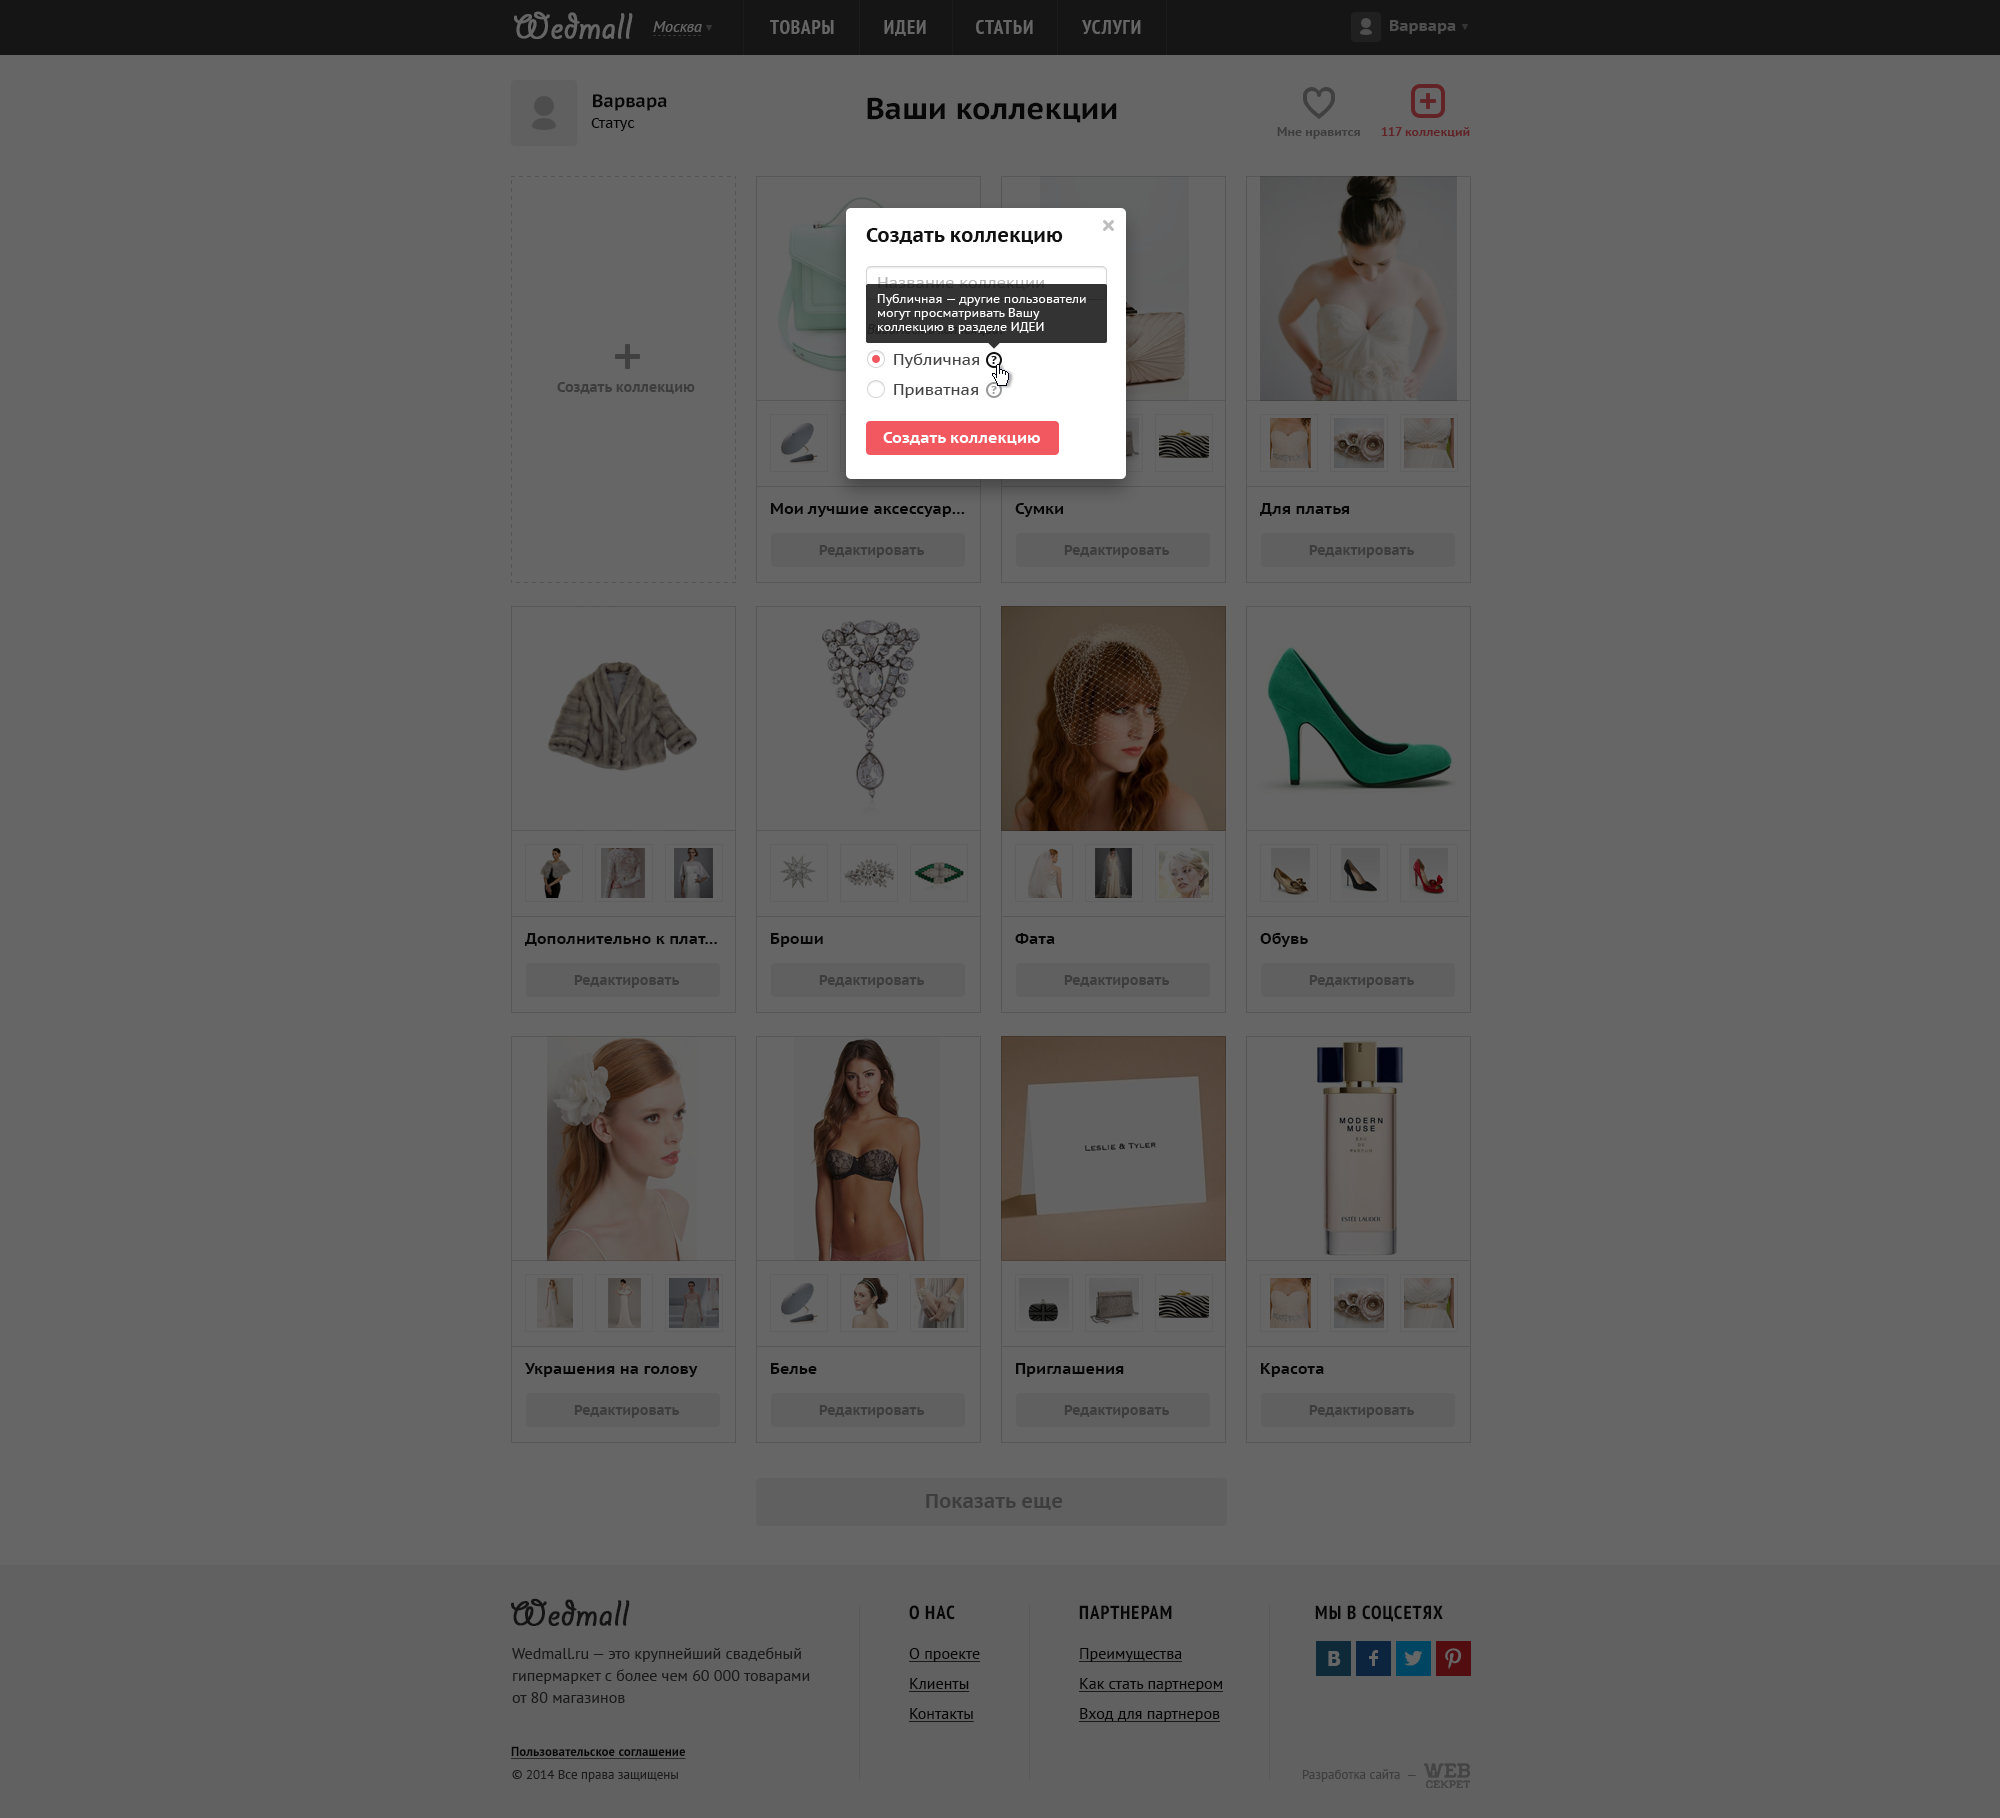 Wedmall
Москва
ТОВАРЫ
ИДЕИ
СТАТЬИ
УСЛУГИ
Варвара
Варвара
Статус
Ваши коллекции
Мне нравится
117 коллекций
Создать коллекцию
Создать коллекцию
Название коллекции
Публичная — другие пользователи
могут просматривать Вашу
коллекцию в разделе ИДЕИ
Публичная ?
Приватная ?
Создать коллекцию
Мои лучшие аксессуар...
Сумки
Для платья
Редактировать
Редактировать
Редактировать
Дополнительно к плат...
Броши
Фата
Обувь
Редактировать
Редактировать
Редактировать
Редактировать
LESLIE & TYLER
MODERN
MUSE
ESTĒE LAUDER
Украшения на голову
Белье
Приглашения
Красота
Редактировать
Редактировать
Редактировать
Редактировать
Показать еще
Wedmall
Wedmall.ru — это крупнейший свадебный
гипермаркет с более чем 60 000 товарами
от 80 магазинов
Пользовательское соглашение
© 2014 Все права защищены
О НАС
О проекте
Клиенты
Контакты
ПАРТНЕРАМ
Преимущества
Как стать партнером
Вход для партнеров
МЫ В СОЦСЕТЯХ
Разработка сайта —
WEB
СЕКРЕТ